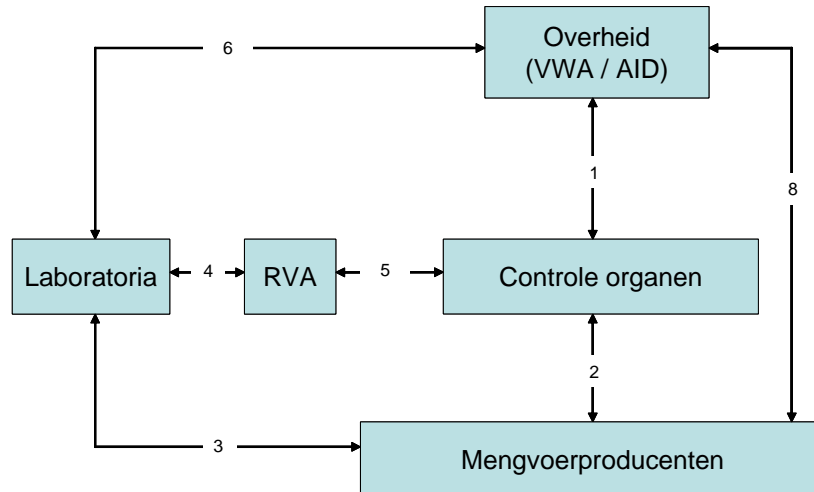 Overheid
(VWA / AID)
6
1
8
Laboratoria
4
RVA
5
Controle organen
2
3
Mengvoerproducenten